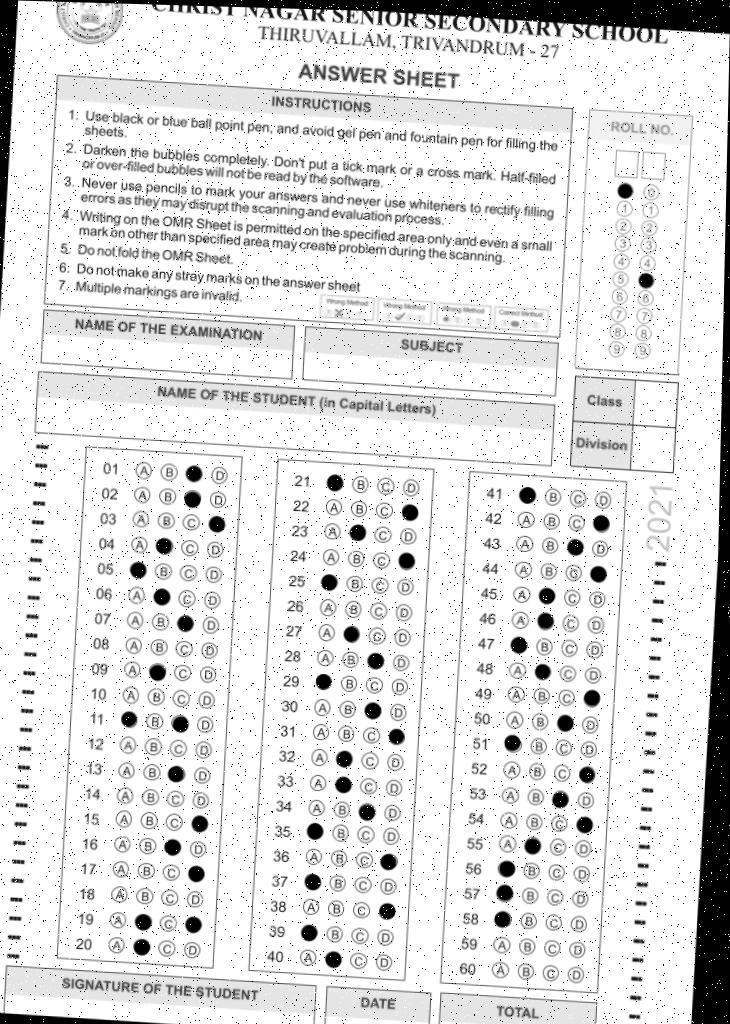 CHRIST NAGAR SENIOR SECONDARY SCHOOL
THIRUVALLAM, TRIVANDRUM - 27
ANSWER SHEET
INSTRUCTIONS
1. Use black or blue ball point pen, and avoid gel pen and fountain pen for filling the
sheets.
2. Darken the bubbles completely. Don't put a tick mark or a cross mark. Half-filled
or over-filled bubbles will not be read by the software.
3. Never use pencils to mark your answers and never use whiteners to rectify filling
errors as they may disrupt the scanning and evaluation process.
4. Writing on the OMR Sheet is permitted on the specified area only and even a small
mark on other than specified area may create problem during the scanning.
5. Do not fold the OMR Sheet.
6. Do not make any stray marks on the answer sheet
7. Multiple markings are invalid.
Wrong Method Wrong Method Wrong Method Correct Method
ROLL NO.
0
1 1
2 2
3 3
4 4
5
6 6
7 7
8 8
9 9
NAME OF THE EXAMINATION
SUBJECT
NAME OF THE STUDENT (in Capital Letters)
Class
Division
2021
01 A B D
02 A B D
03 A B C
04 A C D
05 B C D
06 A C D
07 A B D
08 A B C D
09 A C D
10 A B C D
11 B D
12 A B C D
13 A B D
14 A B C D
15 A B C
16 A B D
17 A B C
18 A B C D
19 A C
20 A C D
21 B C D
22 A B C
23 A C D
24 A B C
25 B C D
26 A B C D
27 A C D
28 A B D
29 B C D
30 A B D
31 A B C
32 A C D
33 A C D
34 A B D
35 B C D
36 A B C
37 B C D
38 A B C
39 B C D
40 A C D
41 B C D
42 A B C
43 A B D
44 A B C
45 A C D
46 A C D
47 B C D
48 A C D
49 A B C
50 A B D
51 B C D
52 A B C
53 A B D
54 A B C
55 A C D
56 B C D
57 B C D
58 B C D
59 A B C D
60 A B C D
SIGNATURE OF THE STUDENT
DATE
TOTAL